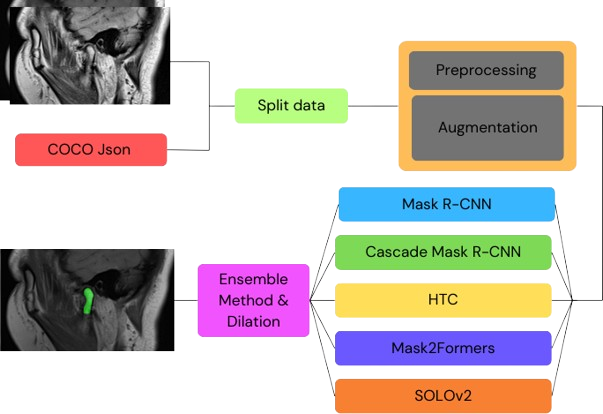 Preprocessing
Split data
Augmentation
COCO Json
Mask R-CNN
Cascade Mask R-CNN
Ensemble
Method &
Dilation
HTC
Mask2Formers
SOLOv2